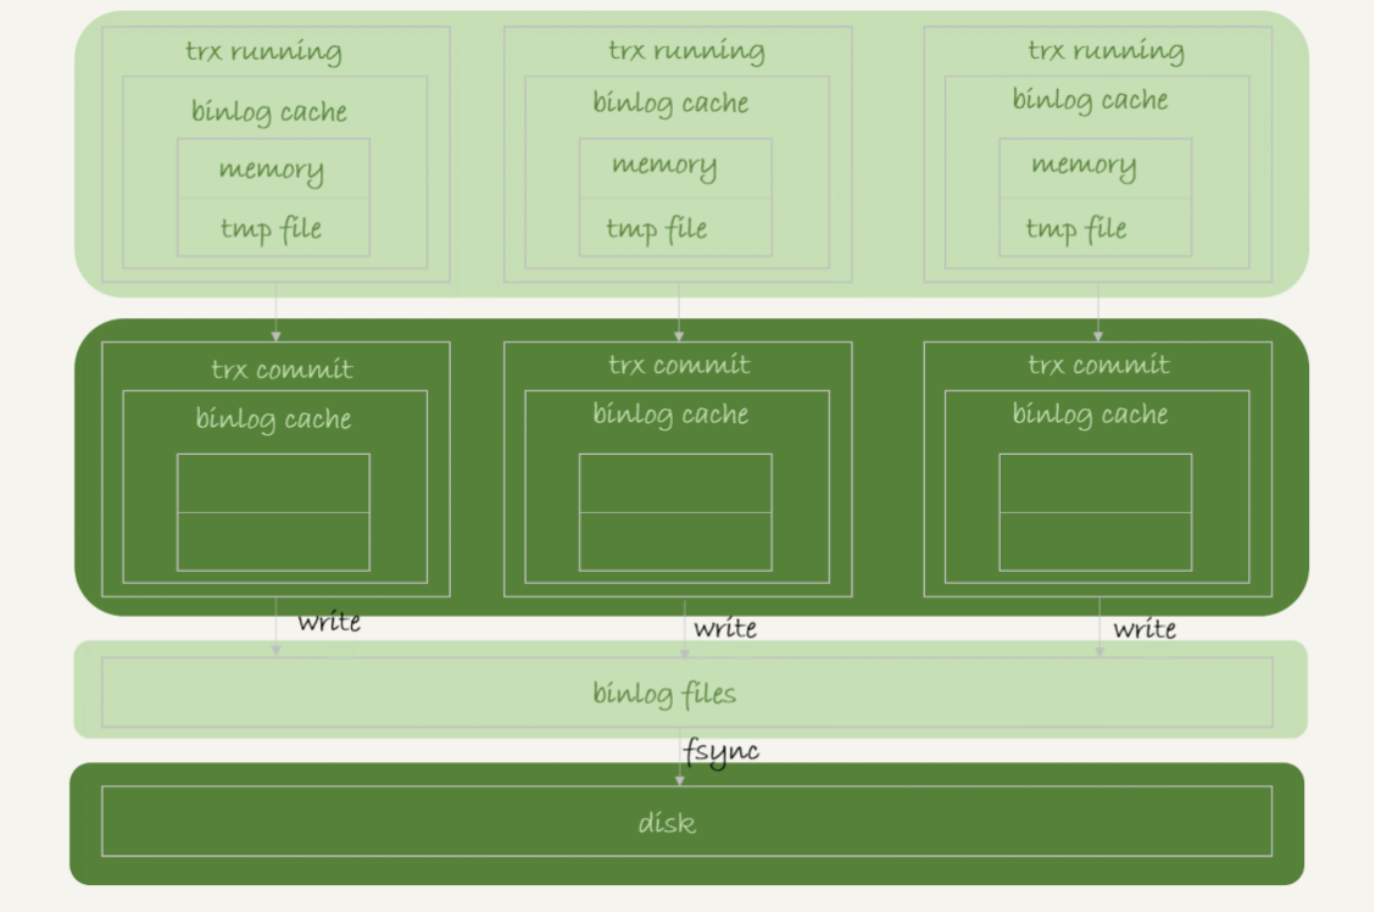 trx running
trx running
trx running
binlog cache
binlog cache
binlog cache
memory
memory
memory
tmp file
tmp file
tmp file
trx commit
trx commit
trx commit
binlog cache
binlog cache
binlog cache
write
write
write
binlog files
fsync
disk